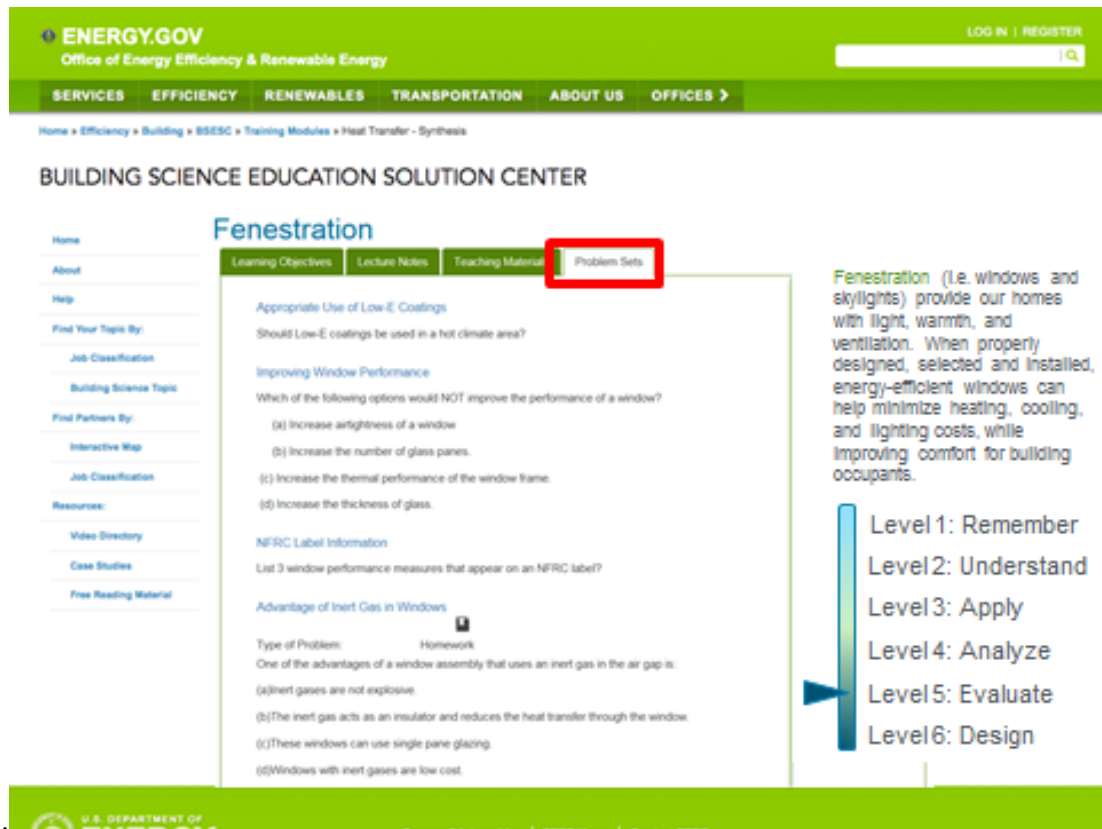 ENERGY.GOV
Office of Energy Efficiency & Renewable Energy
LOG IN | REGISTER
SERVICES EFFICIENCY RENEWABLES TRANSPORTATION ABOUT US OFFICES >
Home » Efficiency » Building » BSESC » Training Modules » Heat Transfer - Synthesis
BUILDING SCIENCE EDUCATION SOLUTION CENTER
Home
About
Help
Find Your Topic By:
Job Classification
Building Science Topic
Find Partners By:
Interactive Map
Job Classification
Resources:
Video Directory
Case Studies
Free Reading Material
Fenestration
Learning Objectives Lecture Notes Teaching Material Problem Sets
Appropriate Use of Low-E Coatings
Should Low-E coatings be used in a hot climate area?
Improving Window Performance
Which of the following options would NOT improve the performance of a window?
(a) Increase airtightness of a window
(b) Increase the number of glass panes.
(c) Increase the thermal performance of the window frame.
(d) Increase the thickness of glass.
NFRC Label Information
List 3 window performance measures that appear on an NFRC label?
Advantage of Inert Gas in Windows
Type of Problem: Homework
One of the advantages of a window assembly that uses an inert gas in the air gap is:
(a)Inert gases are not explosive.
(b)The inert gas acts as an insulator and reduces the heat transfer through the window.
(c)These windows can use single pane glazing.
(d)Windows with inert gases are low cost.
Fenestration (i.e. windows and
skylights) provide our homes
with light, warmth, and
ventilation. When properly
designed, selected and installed,
energy-efficient windows can
help minimize heating, cooling,
and lighting costs, while
improving comfort for building
occupants.
Level 1: Remember
Level 2: Understand
Level 3: Apply
Level 4: Analyze
Level 5: Evaluate
Level 6: Design
U.S. DEPARTMENT OF